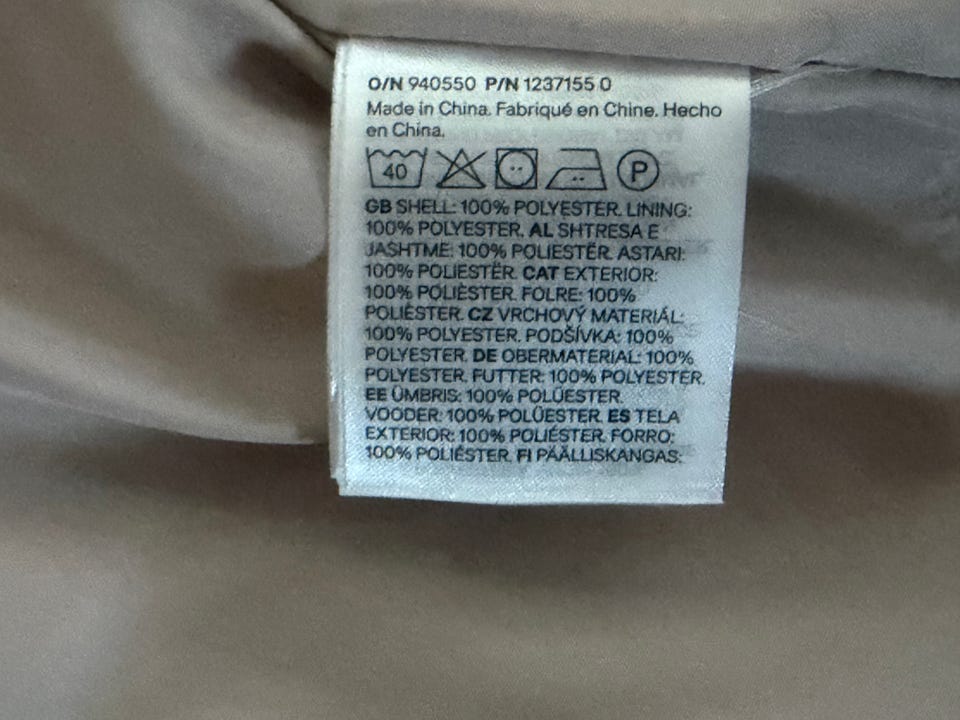 O/N 940550 P/N 1237155 0
Made in China. Fabriqué en Chine. Hecho
en China.
40 P
GB SHELL: 100% POLYESTER. LINING:
100% POLYESTER. AL SHTRESA E
JASHTME: 100% POLIESTËR. ASTARI:
100% POLIESTËR. CAT EXTERIOR:
100% POLIÈSTER. FOLRE: 100%
POLIÈSTER. CZ VRCHOVÝ MATERIÁL:
100% POLYESTER. PODŠÍVKA: 100%
POLYESTER. DE OBERMATERIAL: 100%
POLYESTER. FUTTER: 100% POLYESTER.
EE ÜMBRIS: 100% POLÜESTER.
VOODER: 100% POLÜESTER. ES TELA
EXTERIOR: 100% POLIÉSTER. FORRO:
100% POLIÉSTER. FI PÄÄLLISKANGAS: